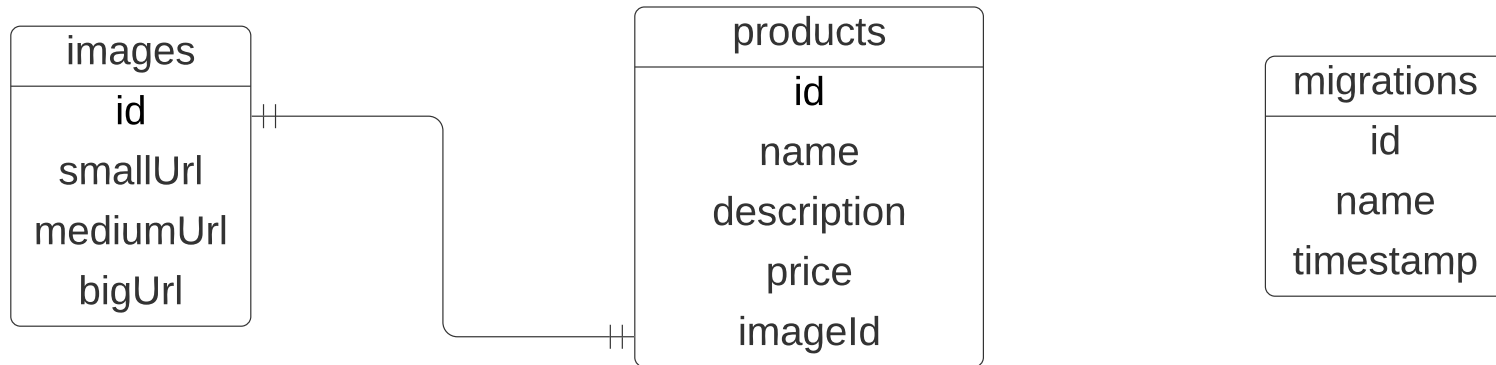 images
id
smallUrl
mediumUrl
bigUrl
products
id
name
description
price
imageId
migrations
id
name
timestamp